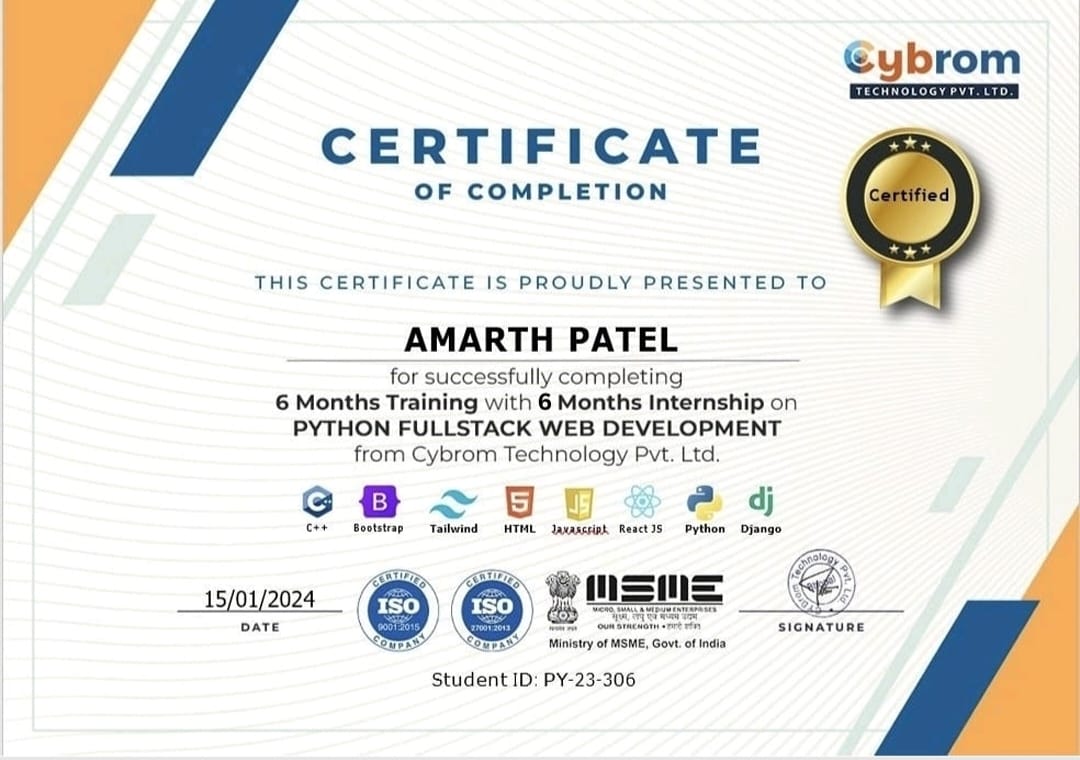 Cybrom
TECHNOLOGY PVT. LTD.
CERTIFICATE
OF COMPLETION
Certified
THIS CERTIFICATE IS PROUDLY PRESENTED TO
AMARTH PATEL
for successfully completing
6 Months Training with 6 Months Internship on
PYTHON FULLSTACK WEB DEVELOPMENT
from Cybrom Technology Pvt. Ltd.
C++ Bootstrap Tailwind HTML Javascript React JS Python Django
15/01/2024
DATE
CERTIFIED
ISO
9001:2015
COMPANY
CERTIFIED
ISO
27001:2013
COMPANY
MSME
MICRO, SMALL & MEDIUM ENTERPRISES
सूक्ष्म, लघु एवं मध्यम उद्यम
OUR STRENGTH • हमारी शक्ति
Ministry of MSME, Govt. of India
Cybrom Technology Pvt. Ltd
SIGNATURE
Student ID: PY-23-306